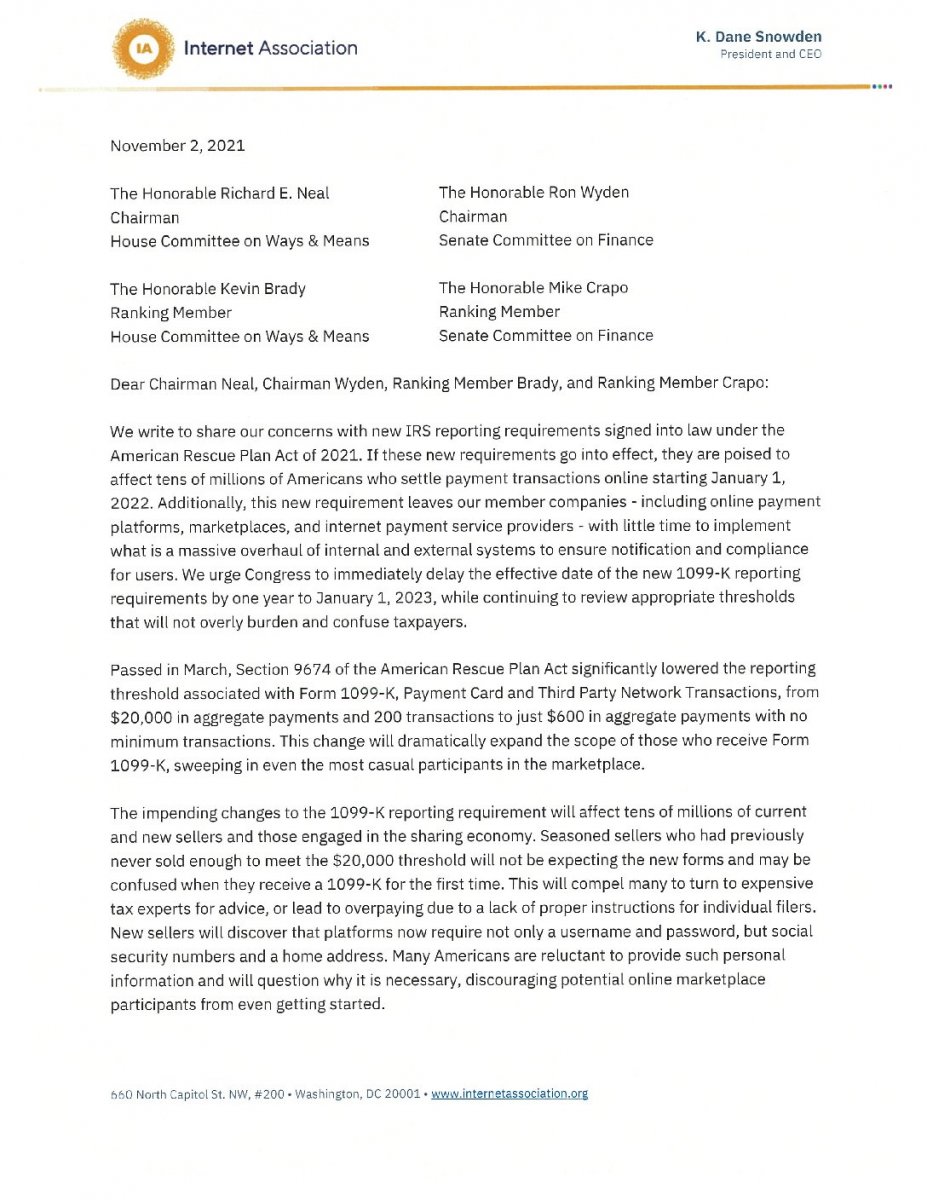 IA Internet Association
K. Dane Snowden
President and CEO
November 2, 2021
The Honorable Richard E. Neal
Chairman
House Committee on Ways & Means
The Honorable Ron Wyden
Chairman
Senate Committee on Finance
The Honorable Kevin Brady
Ranking Member
House Committee on Ways & Means
The Honorable Mike Crapo
Ranking Member
Senate Committee on Finance
Dear Chairman Neal, Chairman Wyden, Ranking Member Brady, and Ranking Member Crapo:
We write to share our concerns with new IRS reporting requirements signed into law under the
American Rescue Plan Act of 2021. If these new requirements go into effect, they are poised to
affect tens of millions of Americans who settle payment transactions online starting January 1,
2022. Additionally, this new requirement leaves our member companies - including online payment
platforms, marketplaces, and internet payment service providers - with little time to implement
what is a massive overhaul of internal and external systems to ensure notification and compliance
for users. We urge Congress to immediately delay the effective date of the new 1099-K reporting
requirements by one year to January 1, 2023, while continuing to review appropriate thresholds
that will not overly burden and confuse taxpayers.
Passed in March, Section 9674 of the American Rescue Plan Act significantly lowered the reporting
threshold associated with Form 1099-K, Payment Card and Third Party Network Transactions, from
$20,000 in aggregate payments and 200 transactions to just $600 in aggregate payments with no
minimum transactions. This change will dramatically expand the scope of those who receive Form
1099-K, sweeping in even the most casual participants in the marketplace.
The impending changes to the 1099-K reporting requirement will affect tens of millions of current
and new sellers and those engaged in the sharing economy. Seasoned sellers who had previously
never sold enough to meet the $20,000 threshold will not be expecting the new forms and may be
confused when they receive a 1099-K for the first time. This will compel many to turn to expensive
tax experts for advice, or lead to overpaying due to a lack of proper instructions for individual filers.
New sellers will discover that platforms now require not only a username and password, but social
security numbers and a home address. Many Americans are reluctant to provide such personal
information and will question why it is necessary, discouraging potential online marketplace
participants from even getting started.
660 North Capitol St. NW, #200 • Washington, DC 20001 • www.internetassociation.org